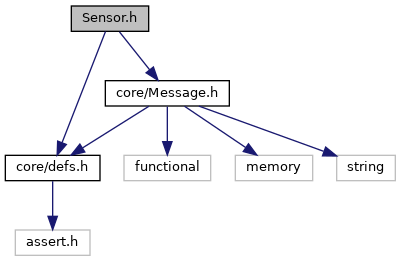 Sensor.h
core/Message.h
core/defs.h
functional
memory
string
assert.h